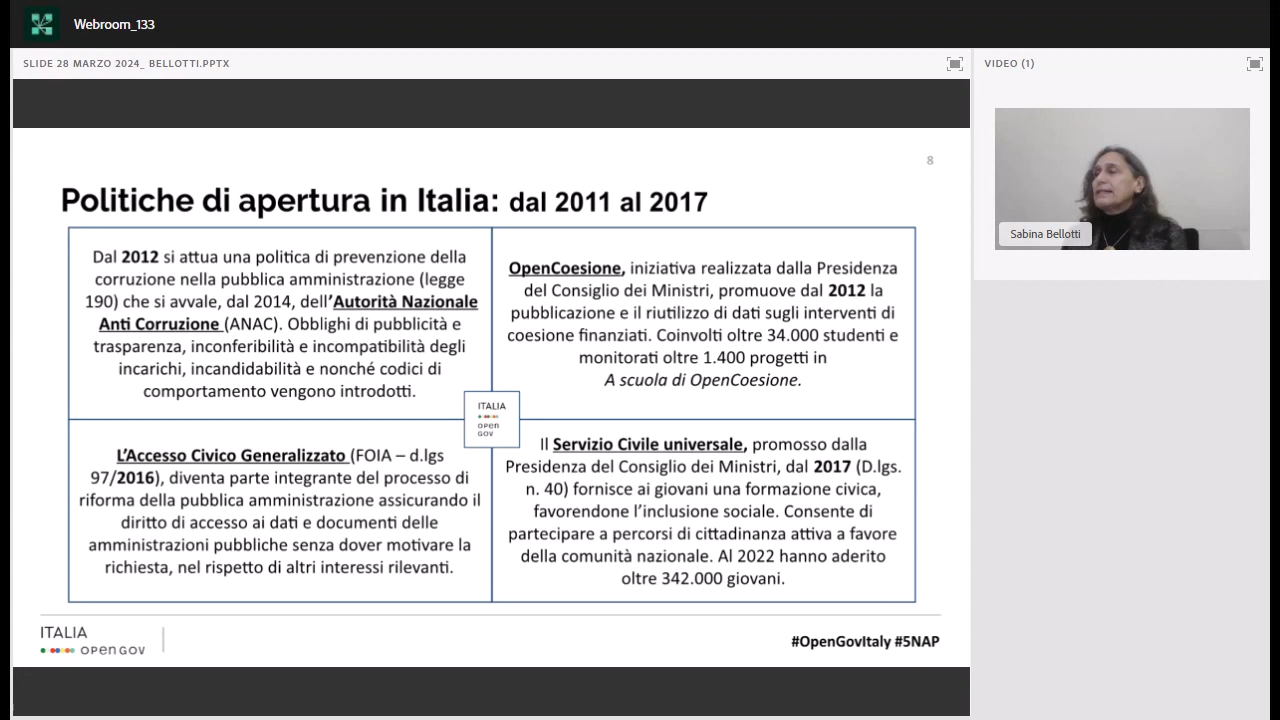 Webroom_133
SLIDE 28 MARZO 2024_ BELLOTTI.PPTX
VIDEO (1)
8
Politiche di apertura in Italia: dal 2011 al 2017
Dal 2012 si attua una politica di prevenzione della
corruzione nella pubblica amministrazione (legge
190) che si avvale, dal 2014, dell'Autorità Nazionale
Anti Corruzione (ANAC). Obblighi di pubblicità e
trasparenza, inconferibilità e incompatibilità degli
incarichi, incandidabilità e nonché codici di
comportamento vengono introdotti.
OpenCoesione, iniziativa realizzata dalla Presidenza
del Consiglio dei Ministri, promuove dal 2012 la
pubblicazione e il riutilizzo di dati sugli interventi di
coesione finanziati. Coinvolti oltre 34.000 studenti e
monitorati oltre 1.400 progetti in
A scuola di OpenCoesione.
ITALIA
open
gov
L'Accesso Civico Generalizzato (FOIA – d.lgs
97/2016), diventa parte integrante del processo di
riforma della pubblica amministrazione assicurando il
diritto di accesso ai dati e documenti delle
amministrazioni pubbliche senza dover motivare la
richiesta, nel rispetto di altri interessi rilevanti.
Il Servizio Civile universale, promosso dalla
Presidenza del Consiglio dei Ministri, dal 2017 (D.lgs.
n. 40) fornisce ai giovani una formazione civica,
favorendone l'inclusione sociale. Consente di
partecipare a percorsi di cittadinanza attiva a favore
della comunità nazionale. Al 2022 hanno aderito
oltre 342.000 giovani.
ITALIA
open gov
#OpenGovItaly #5NAP
Sabina Bellotti